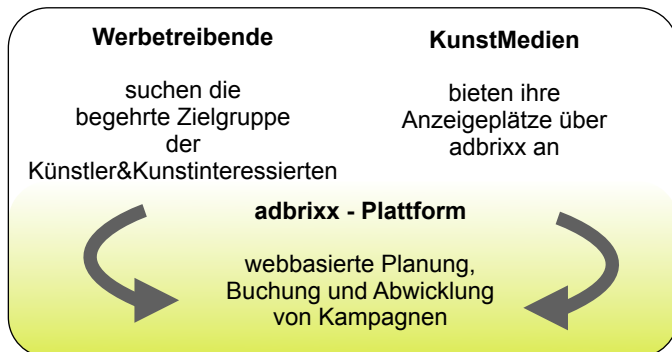 Werbetreibende
suchen die
begehrte Zielgruppe
der
Künstler&Kunstinteressierten
KunstMedien
bieten ihre
Anzeigeplätze über
adbrixx an
adbrixx - Plattform
webbasierte Planung,
Buchung und Abwicklung
von Kampagnen